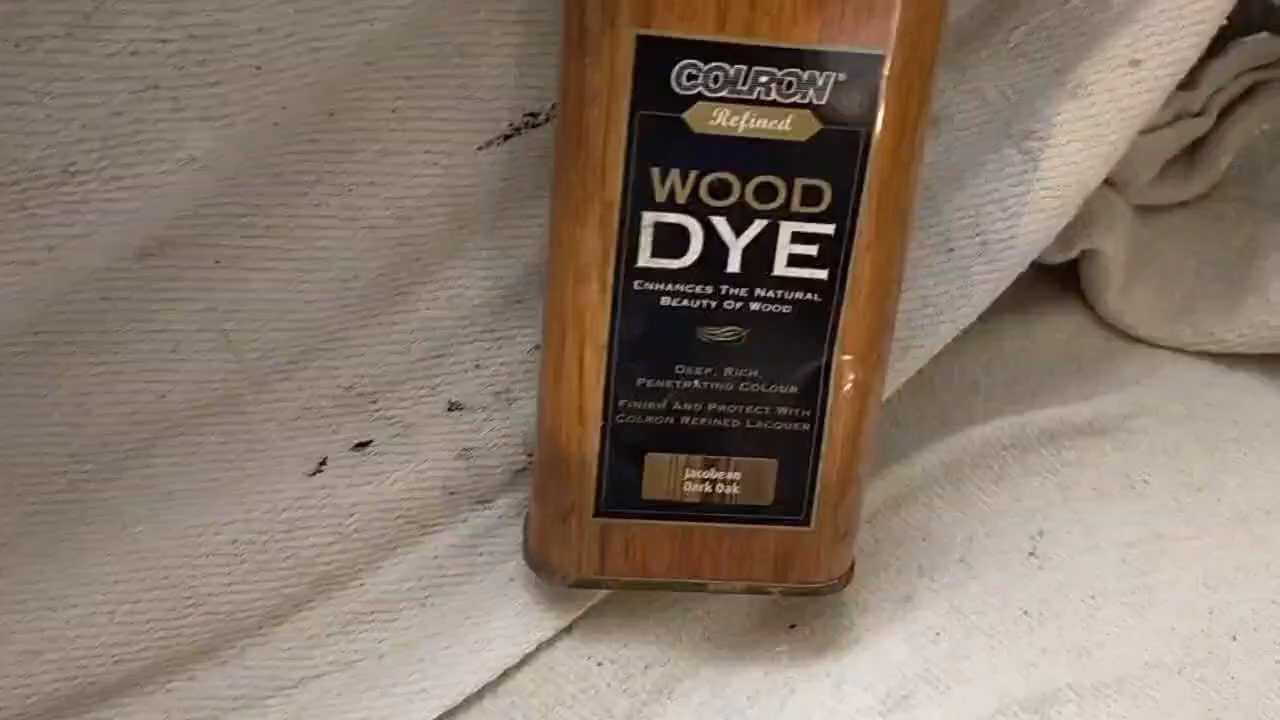 COLRON™
Refined
WOOD
DYE
ENHANCES THE NATURAL
BEAUTY OF WOOD
DEEP, RICH,
PENETRATING COLOUR
FINISH AND PROTECT WITH
COLRON REFINED LACQUER
Jacobean
Dark Oak